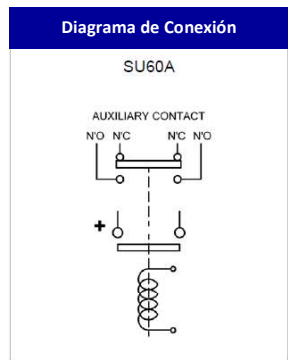 Diagrama de Conexión
SU60A
AUXILIARY CONTACT
N'O N'C N'C N'O
+